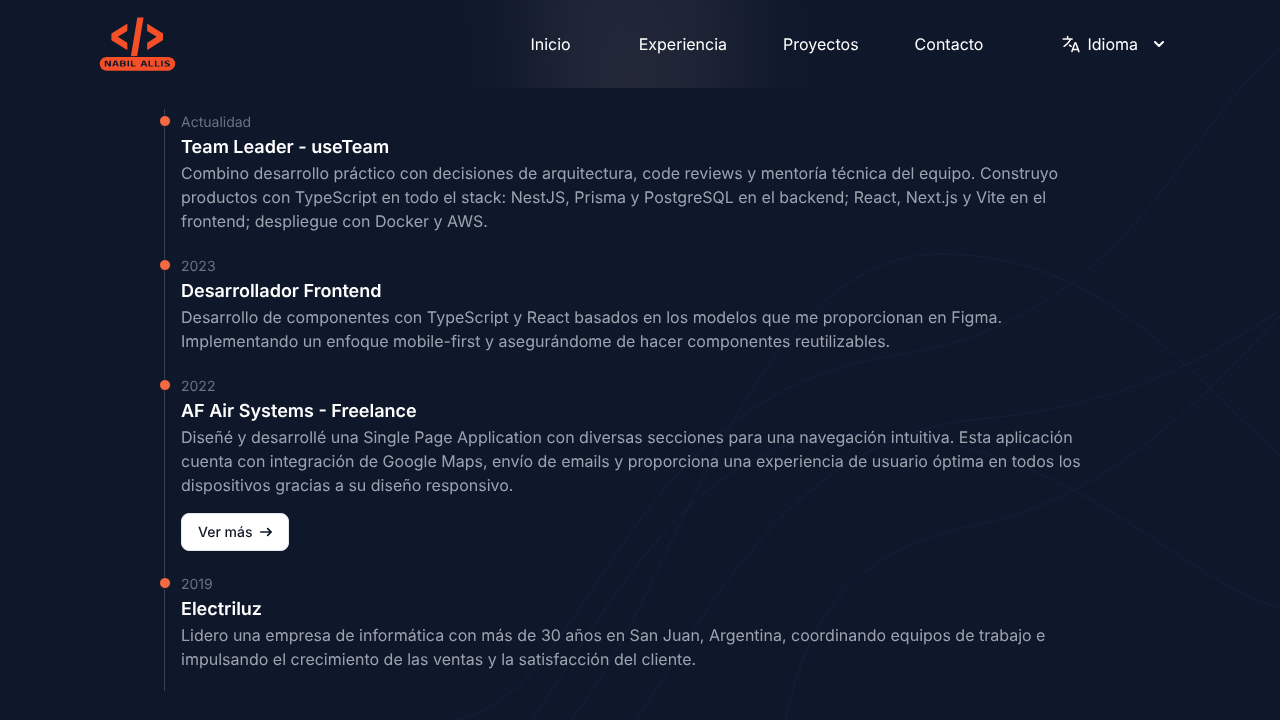 </>
NABIL ALLIS
Inicio
Experiencia
Proyectos
Contacto
Idioma
Actualidad
Team Leader - useTeam
Combino desarrollo práctico con decisiones de arquitectura, code reviews y mentoría técnica del equipo. Construyo
productos con TypeScript en todo el stack: NestJS, Prisma y PostgreSQL en el backend; React, Next.js y Vite en el
frontend; despliegue con Docker y AWS.
2023
Desarrollador Frontend
Desarrollo de componentes con TypeScript y React basados en los modelos que me proporcionan en Figma.
Implementando un enfoque mobile-first y asegurándome de hacer componentes reutilizables.
2022
AF Air Systems - Freelance
Diseñé y desarrollé una Single Page Application con diversas secciones para una navegación intuitiva. Esta aplicación
cuenta con integración de Google Maps, envío de emails y proporciona una experiencia de usuario óptima en todos los
dispositivos gracias a su diseño responsivo.
Ver más →
2019
Electriluz
Lidero una empresa de informática con más de 30 años en San Juan, Argentina, coordinando equipos de trabajo e
impulsando el crecimiento de las ventas y la satisfacción del cliente.